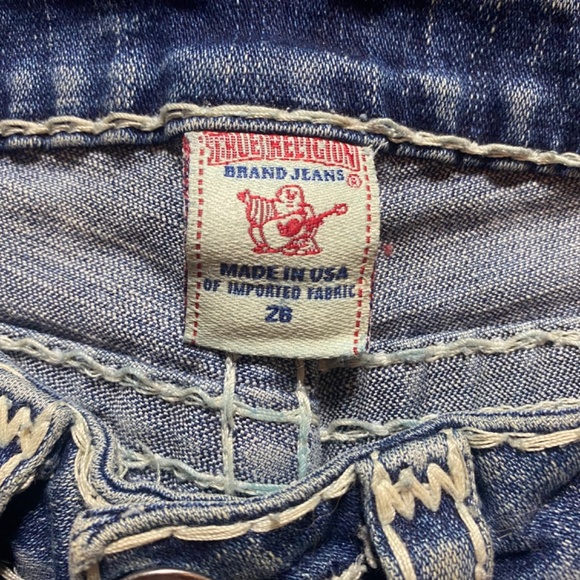 TRUE RELIGION
BRAND JEANS ®
MADE IN USA
OF IMPORTED FABRIC
26